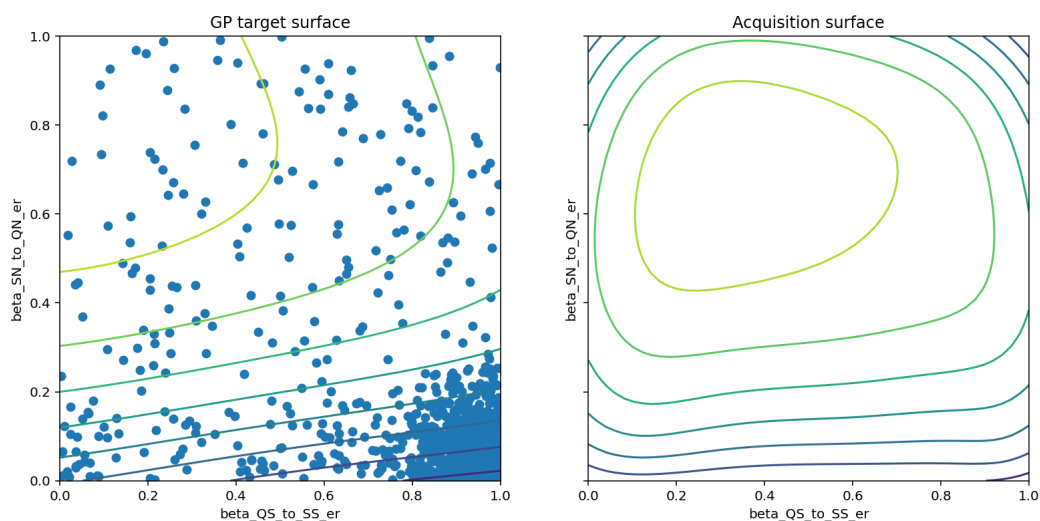 GP target surface
1.0
0.8
0.6
0.4
0.2
0.0
beta_SN_to_QN_er
0.0 0.2 0.4 0.6 0.8 1.0
beta_QS_to_SS_er
Acquisition surface
beta_SN_to_QN_er
0.0 0.2 0.4 0.6 0.8 1.0
beta_QS_to_SS_er